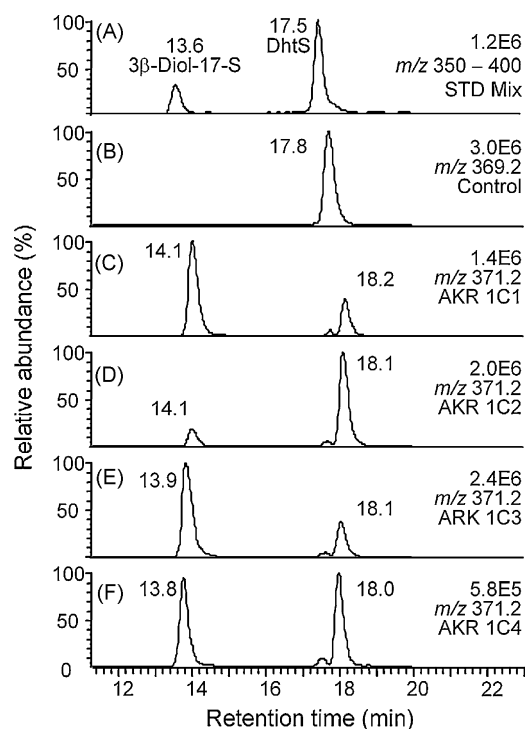 (A)
13.6
3β-Diol-17-S
17.5
DhtS
1.2E6
m/z 350 – 400
STD Mix
100
50
(B)
17.8
3.0E6
m/z 369.2
Control
100
50
(C)
14.1
18.2
1.4E6
m/z 371.2
AKR 1C1
100
50
(D)
14.1
18.1
2.0E6
m/z 371.2
AKR 1C2
100
50
(E)
13.9
18.1
2.4E6
m/z 371.2
ARK 1C3
100
50
(F)
13.8
18.0
5.8E5
m/z 371.2
AKR 1C4
100
50
0
Relative abundance (%)
12 14 16 18 20 22
Retention time (min)